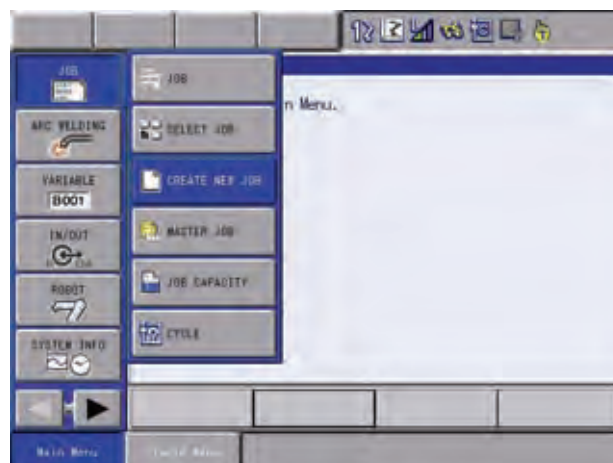 JOB
ARC WELDING
VARIABLE
B001
IN/OUT
ROBOT
SYSTEM INFO
JOB
SELECT JOB
CREATE NEW JOB
MASTER JOB
JOB CAPACITY
CYCLE
n Menu.
Main Menu